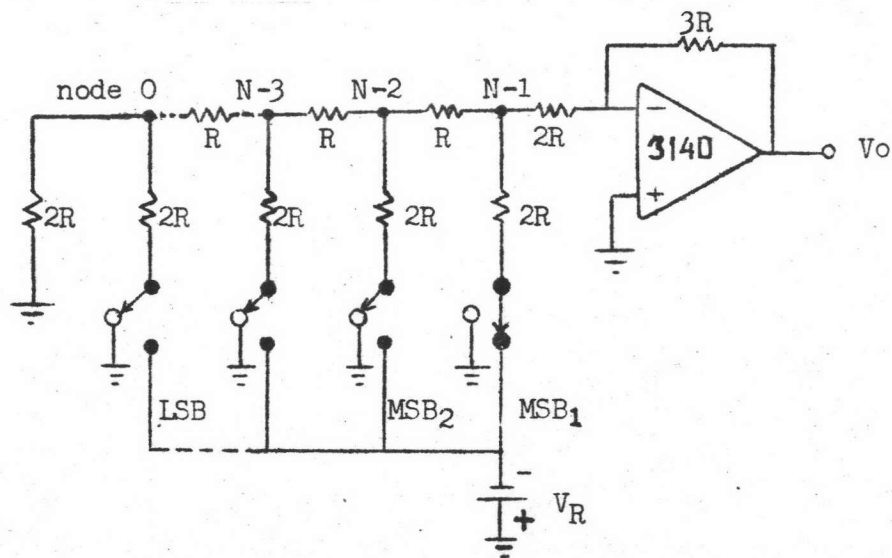 3R
node 0 N-3 N-2 N-1
R R R 2R
−
3140
+
Vo
2R 2R 2R 2R 2R
LSB MSB₂ MSB₁
-
+ V_R